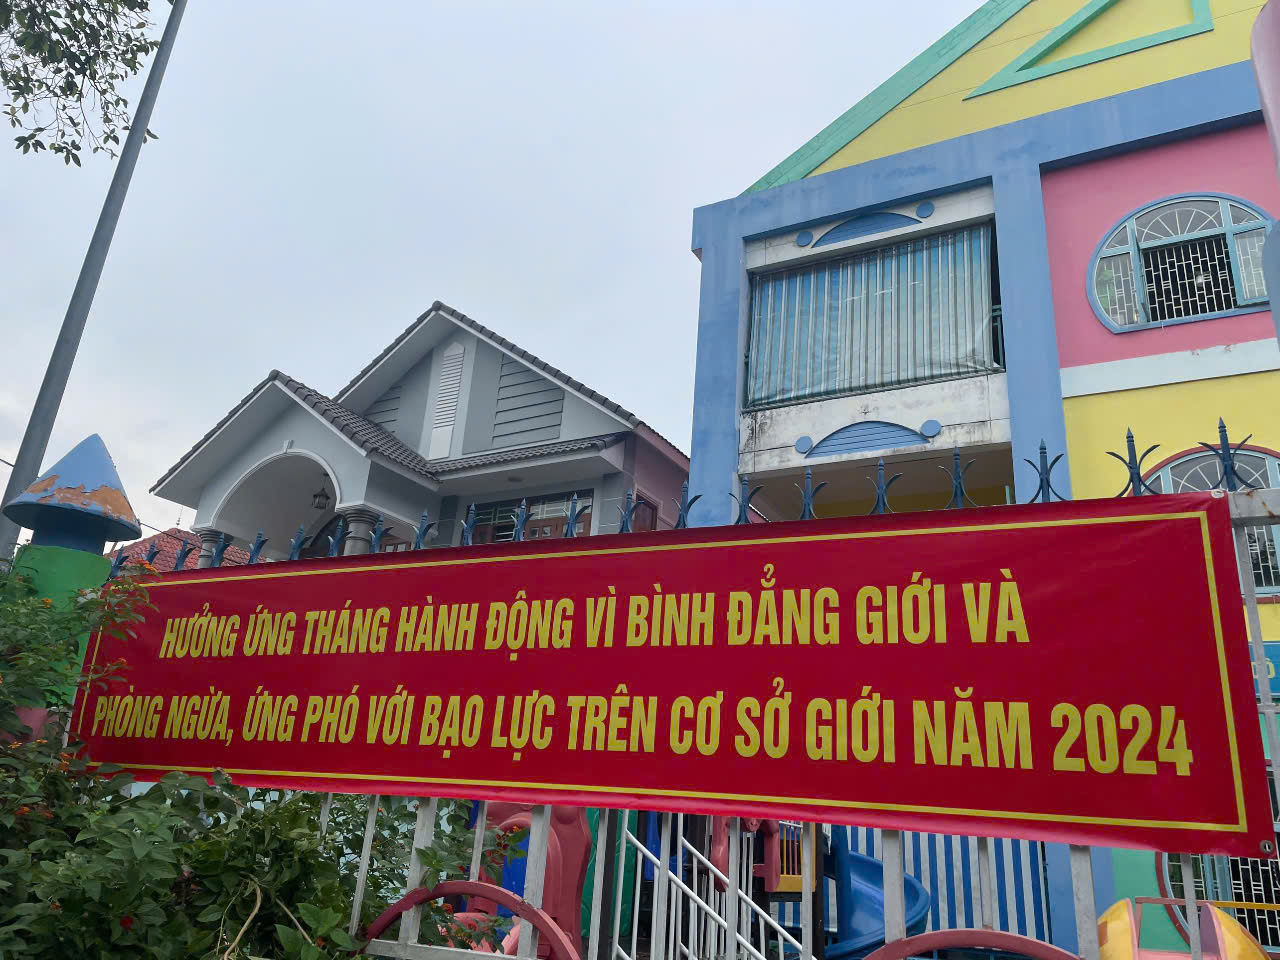 HƯỞNG ỨNG THÁNG HÀNH ĐỘNG VÌ BÌNH ĐẲNG GIỚI VÀ
PHÒNG NGỪA, ỨNG PHÓ VỚI BẠO LỰC TRÊN CƠ SỞ GIỚI NĂM 2024